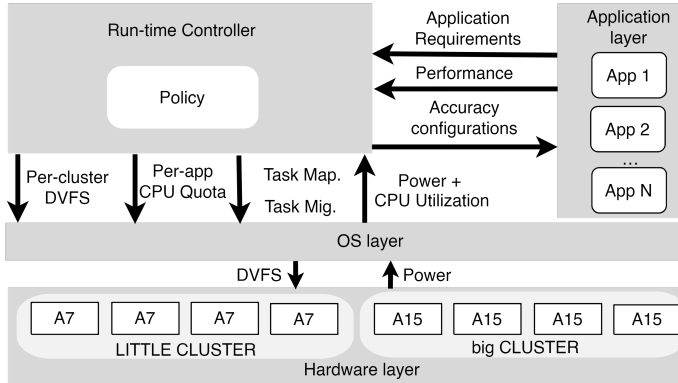 Run-time Controller
Policy
Application
Requirements
Performance
Accuracy
configurations
Application
layer
App 1
App 2
...
App N
Per-cluster
DVFS
Per-app
CPU Quota
Task Map.
Task Mig.
Power +
CPU Utilization
OS layer
DVFS
Power
A7 A7 A7 A7
LITTLE CLUSTER
A15 A15 A15 A15
big CLUSTER
Hardware layer